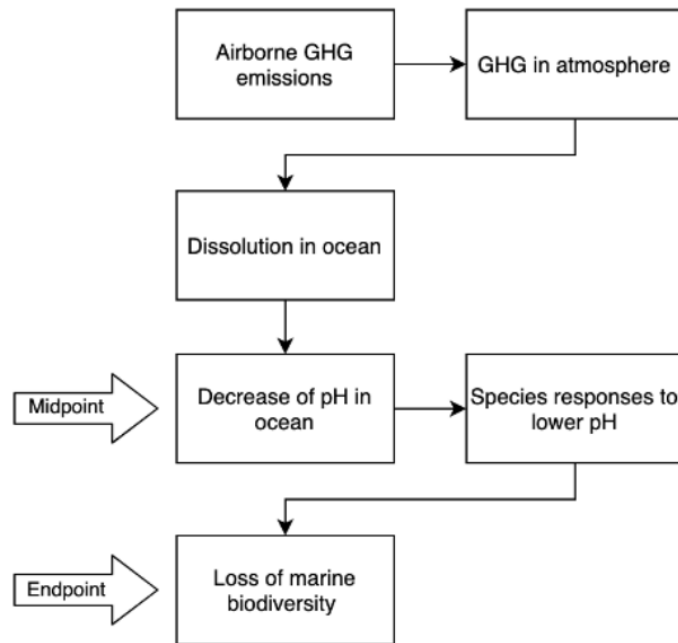 Airborne GHG
emissions
GHG in atmosphere
Dissolution in ocean
Midpoint
Decrease of pH in
ocean
Species responses to
lower pH
Endpoint
Loss of marine
biodiversity